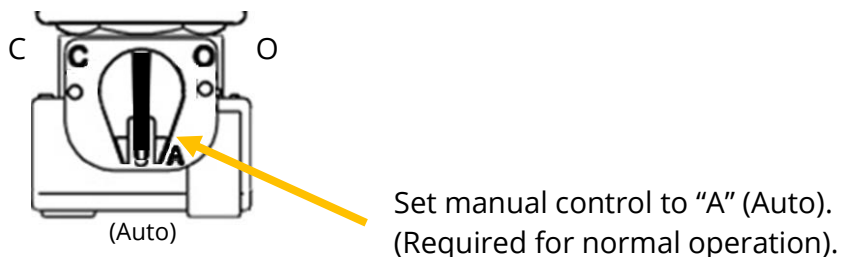 C C O O
A
(Auto)
Set manual control to “A” (Auto).
(Required for normal operation).